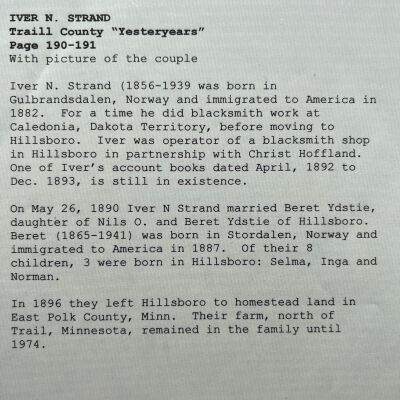 IVER N. STRAND
Traill County "Yesteryears"
Page 190-191
With picture of the couple
Iver N. Strand (1856-1939 was born in
Gulbrandsdalen, Norway and immigrated to America in
1882.  For a time he did blacksmith work at
Caledonia, Dakota Territory, before moving to
Hillsboro.  Iver was operator of a blacksmith shop
in Hillsboro in partnership with Christ Hoffland.
One of Iver's account books dated April, 1892 to
Dec. 1893, is still in existence.
On May 26, 1890 Iver N Strand married Beret Ydstie,
daughter of Nils O. and Beret Ydstie of Hillsboro.
Beret (1865-1941) was born in Stordalen, Norway and
immigrated to America in 1887.  Of their 8
children, 3 were born in Hillsboro: Selma, Inga and
Norman.
In 1896 they left Hillsboro to homestead land in
East Polk County, Minn.  Their farm, north of
Trail, Minnesota, remained in the family until
1974.